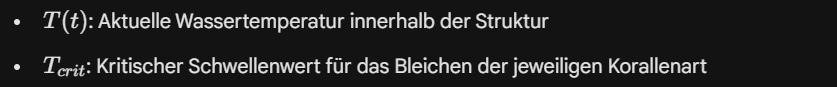 • T(t): Aktuelle Wassertemperatur innerhalb der Struktur
• T_crit: Kritischer Schwellenwert für das Bleichen der jeweiligen Korallenart